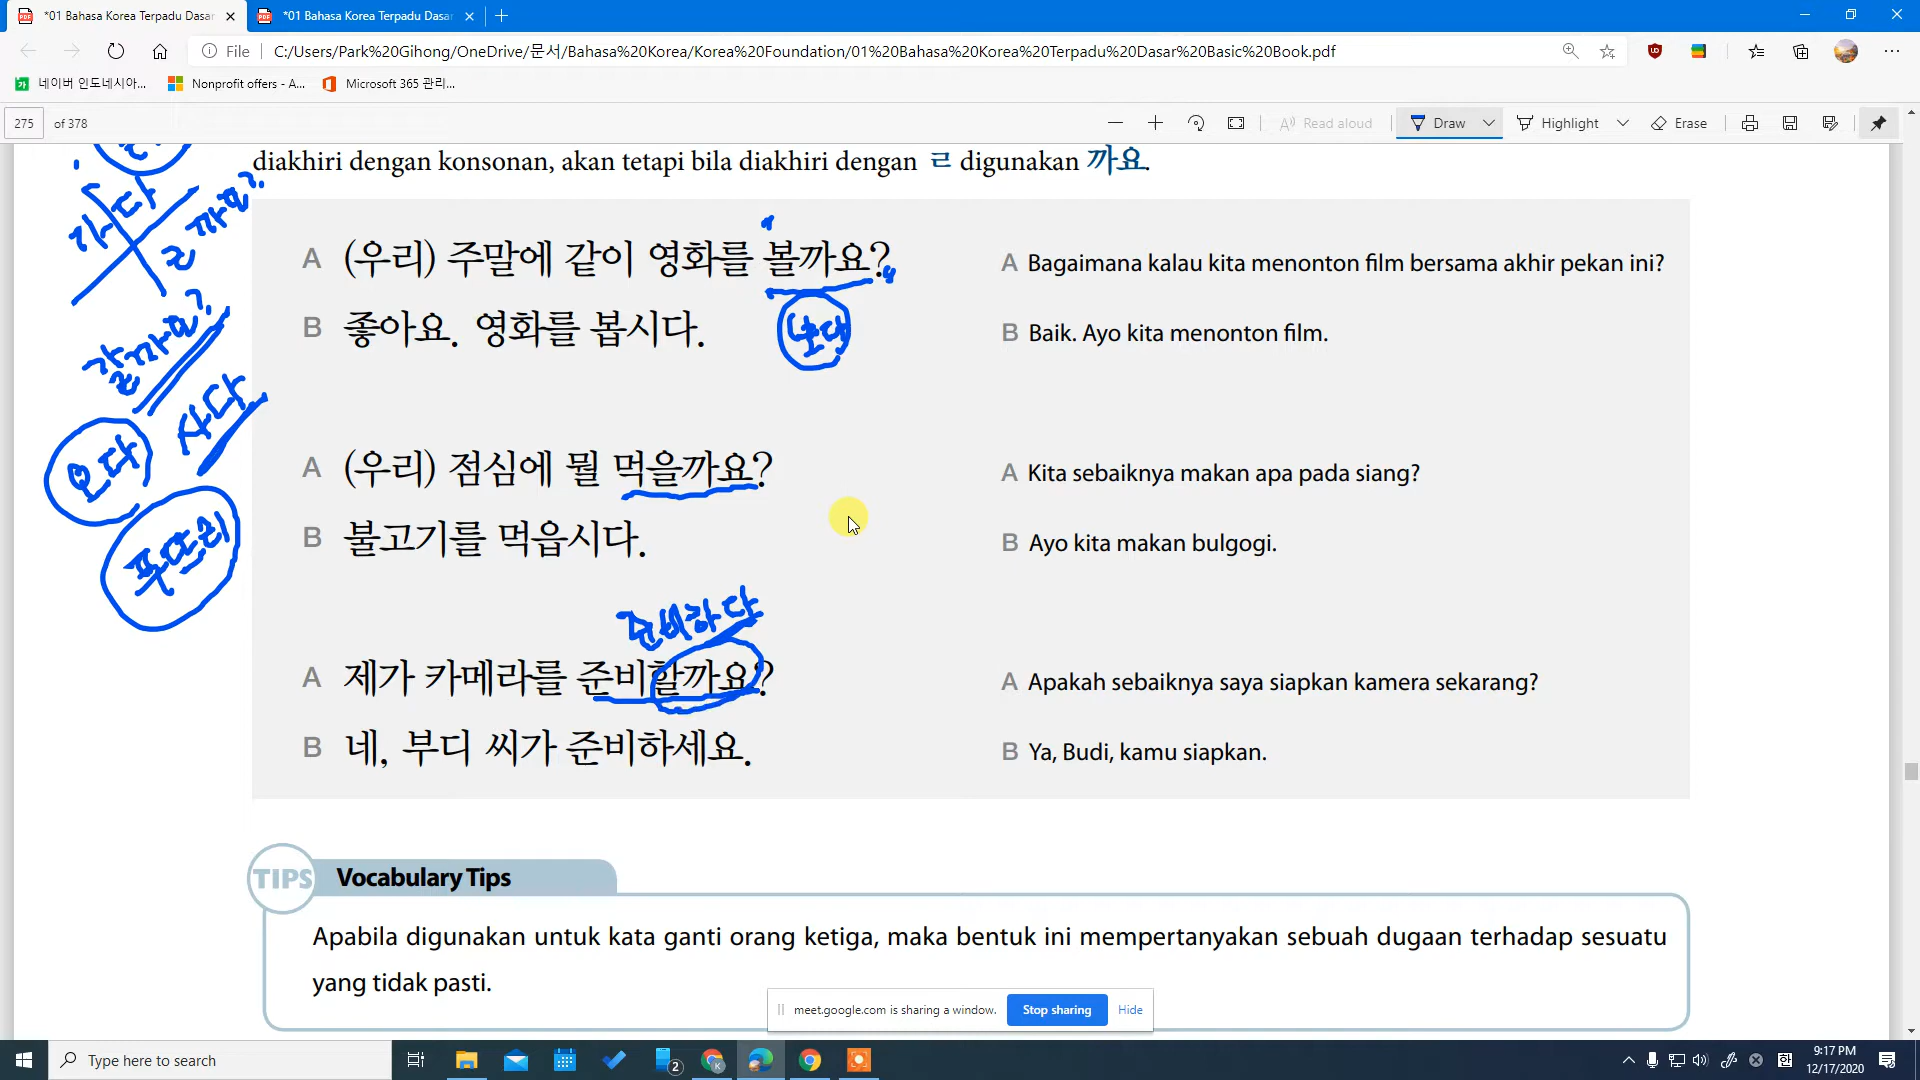 *01 Bahasa Korea Terpadu Dasar
*01 Bahasa Korea Terpadu Dasar
File
C:/Users/Park%20Gihong/OneDrive/문서/Bahasa%20Korea/Korea%20Foundation/01%20Bahasa%20Korea%20Terpadu%20Dasar%20Basic%20Book.pdf
네이버 인도네시아...
Nonprofit offers - A...
Microsoft 365 관리...
275 of 378
Read aloud
Draw
Highlight
Erase
diakhiri dengan konsonan, akan tetapi bila diakhiri dengan ㄹ digunakan 까요.
가다
ㄹ까요?
A (우리) 주말에 같이 영화를 볼까요?
A Bagaimana kalau kita menonton film bersama akhir pekan ini?
B 좋아요. 영화를 봅시다.
보다
B Baik. Ayo kita menonton film.
갈까요?
사다
오다
A (우리) 점심에 뭘 먹을까요?
A Kita sebaiknya makan apa pada siang?
B 불고기를 먹읍시다.
B Ayo kita makan bulgogi.
준비하다
A 제가 카메라를 준비할까요?
A Apakah sebaiknya saya siapkan kamera sekarang?
B 네, 부디 씨가 준비하세요.
B Ya, Budi, kamu siapkan.
TIPS
Vocabulary Tips
Apabila digunakan untuk kata ganti orang ketiga, maka bentuk ini mempertanyakan sebuah dugaan terhadap sesuatu
yang tidak pasti.
meet.google.com is sharing a window.
Stop sharing
Hide
Type here to search
2
K
한
9:17 PM
12/17/2020